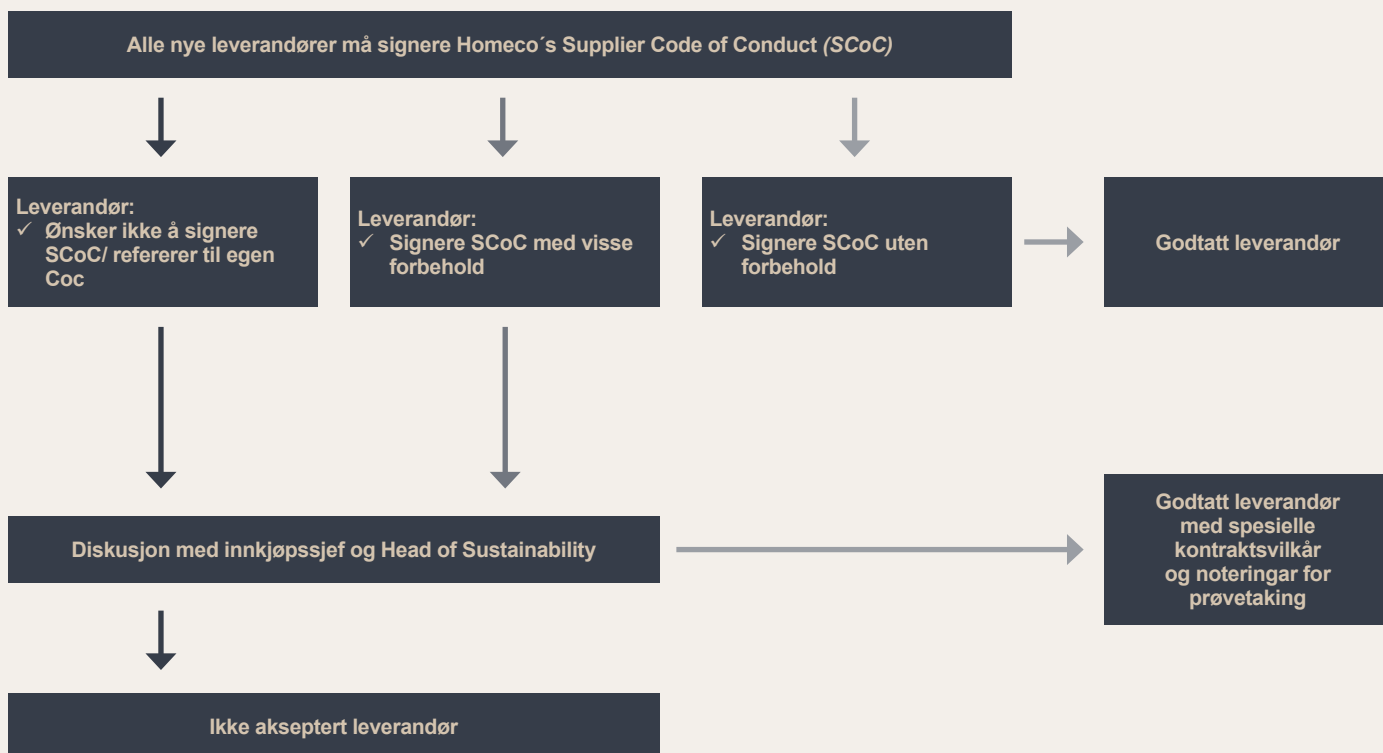 Alle nye leverandører må signere Homeco´s Supplier Code of Conduct (SCoC)
Leverandør:
✓ Ønsker ikke å signere
SCoC/ refererer til egen
Coc
Leverandør:
✓ Signere SCoC med visse
forbehold
Leverandør:
✓ Signere SCoC uten
forbehold
Godtatt leverandør
Diskusjon med innkjøpssjef og Head of Sustainability
Godtatt leverandør
med spesielle
kontraktsvilkår
og noteringar for
prøvetaking
Ikke akseptert leverandør